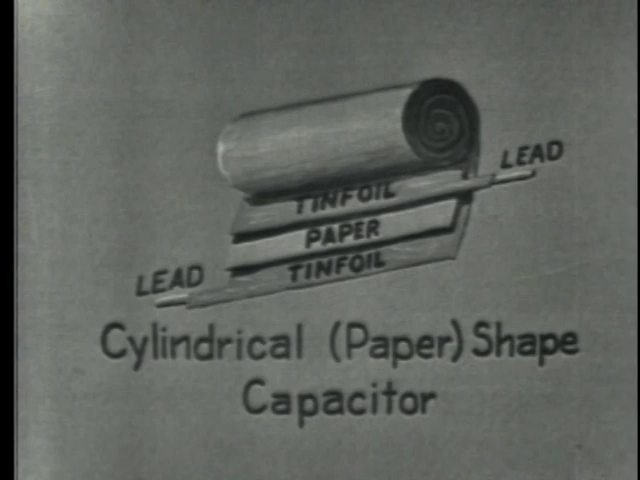 LEAD
TINFOIL
PAPER
TINFOIL
LEAD
Cylindrical (Paper) Shape
Capacitor